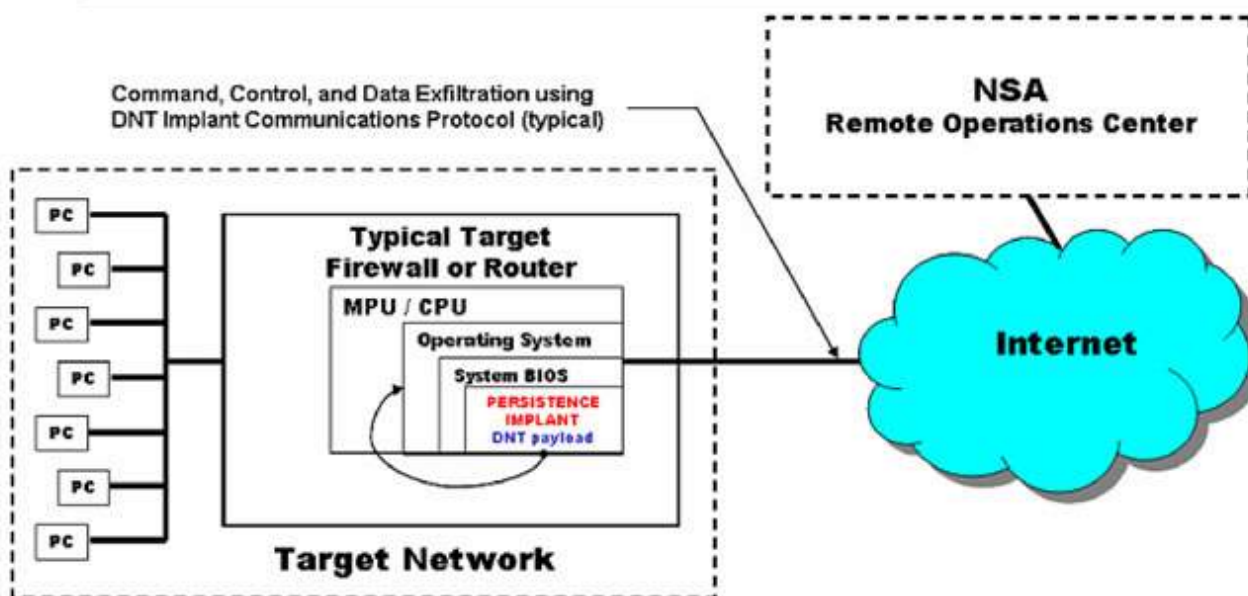 NSA
Remote Operations Center
Command, Control, and Data Exfiltration using
DNT Implant Communications Protocol (typical)
PC
PC
PC
PC
PC
PC
PC
Typical Target
Firewall or Router
MPU / CPU
Operating System
System BIOS
PERSISTENCE
IMPLANT
DNT payload
Internet
Target Network